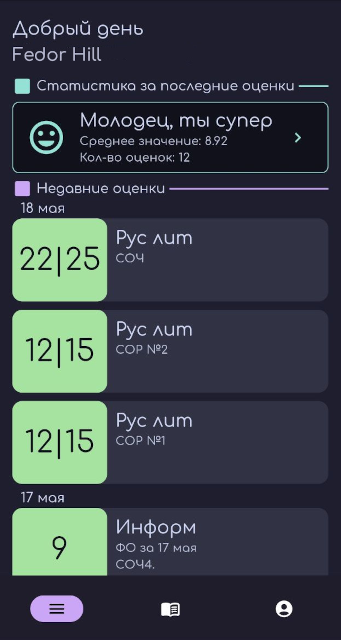 Добрый день
Fedor Hill
Статистика за последние оценки
Молодец, ты супер
Среднее значение: 8.92
Кол-во оценок: 12
Недавние оценки
18 мая
22|25
Рус лит
СОЧ
12|15
Рус лит
СОР №2
12|15
Рус лит
СОР №1
17 мая
9
Информ
ФО за 17 мая
СОЧ4.